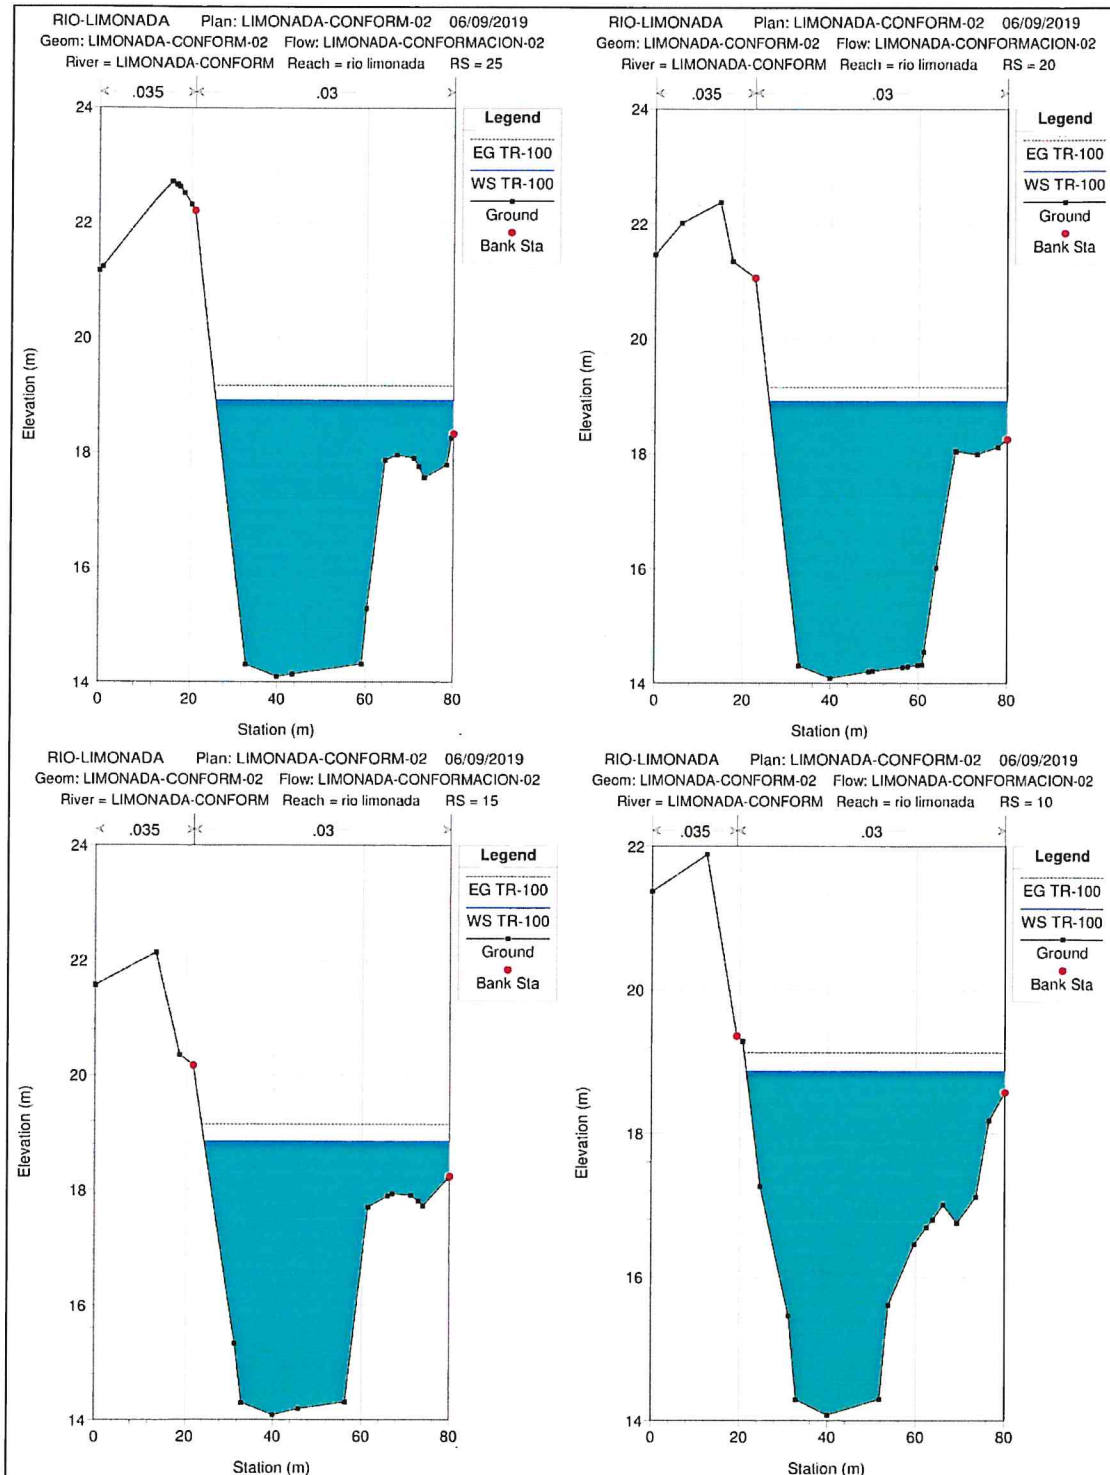 RIO-LIMONADA Plan: LIMONADA-CONFORM-02 06/09/2019
Geom: LIMONADA-CONFORM-02 Flow: LIMONADA-CONFORMACION-02
River = LIMONADA-CONFORM Reach = rio limonada RS = 25
.035 .03
24
22
20
18
16
14
Elevation (m)
0 20 40 60 80
Station (m)
Legend
EG TR-100
WS TR-100
Ground
Bank Sta
RIO-LIMONADA Plan: LIMONADA-CONFORM-02 06/09/2019
Geom: LIMONADA-CONFORM-02 Flow: LIMONADA-CONFORMACION-02
River = LIMONADA-CONFORM Reach = rio limonada RS = 20
.035 .03
24
22
20
18
16
14
Elevation (m)
0 20 40 60 80
Station (m)
Legend
EG TR-100
WS TR-100
Ground
Bank Sta
RIO-LIMONADA Plan: LIMONADA-CONFORM-02 06/09/2019
Geom: LIMONADA-CONFORM-02 Flow: LIMONADA-CONFORMACION-02
River = LIMONADA-CONFORM Reach = rio limonada RS = 15
.035 .03
24
22
20
18
16
14
Elevation (m)
0 20 40 60 80
Station (m)
Legend
EG TR-100
WS TR-100
Ground
Bank Sta
RIO-LIMONADA Plan: LIMONADA-CONFORM-02 06/09/2019
Geom: LIMONADA-CONFORM-02 Flow: LIMONADA-CONFORMACION-02
River = LIMONADA-CONFORM Reach = rio limonada RS = 10
.035 .03
22
20
18
16
14
Elevation (m)
0 20 40 60 80
Station (m)
Legend
EG TR-100
WS TR-100
Ground
Bank Sta